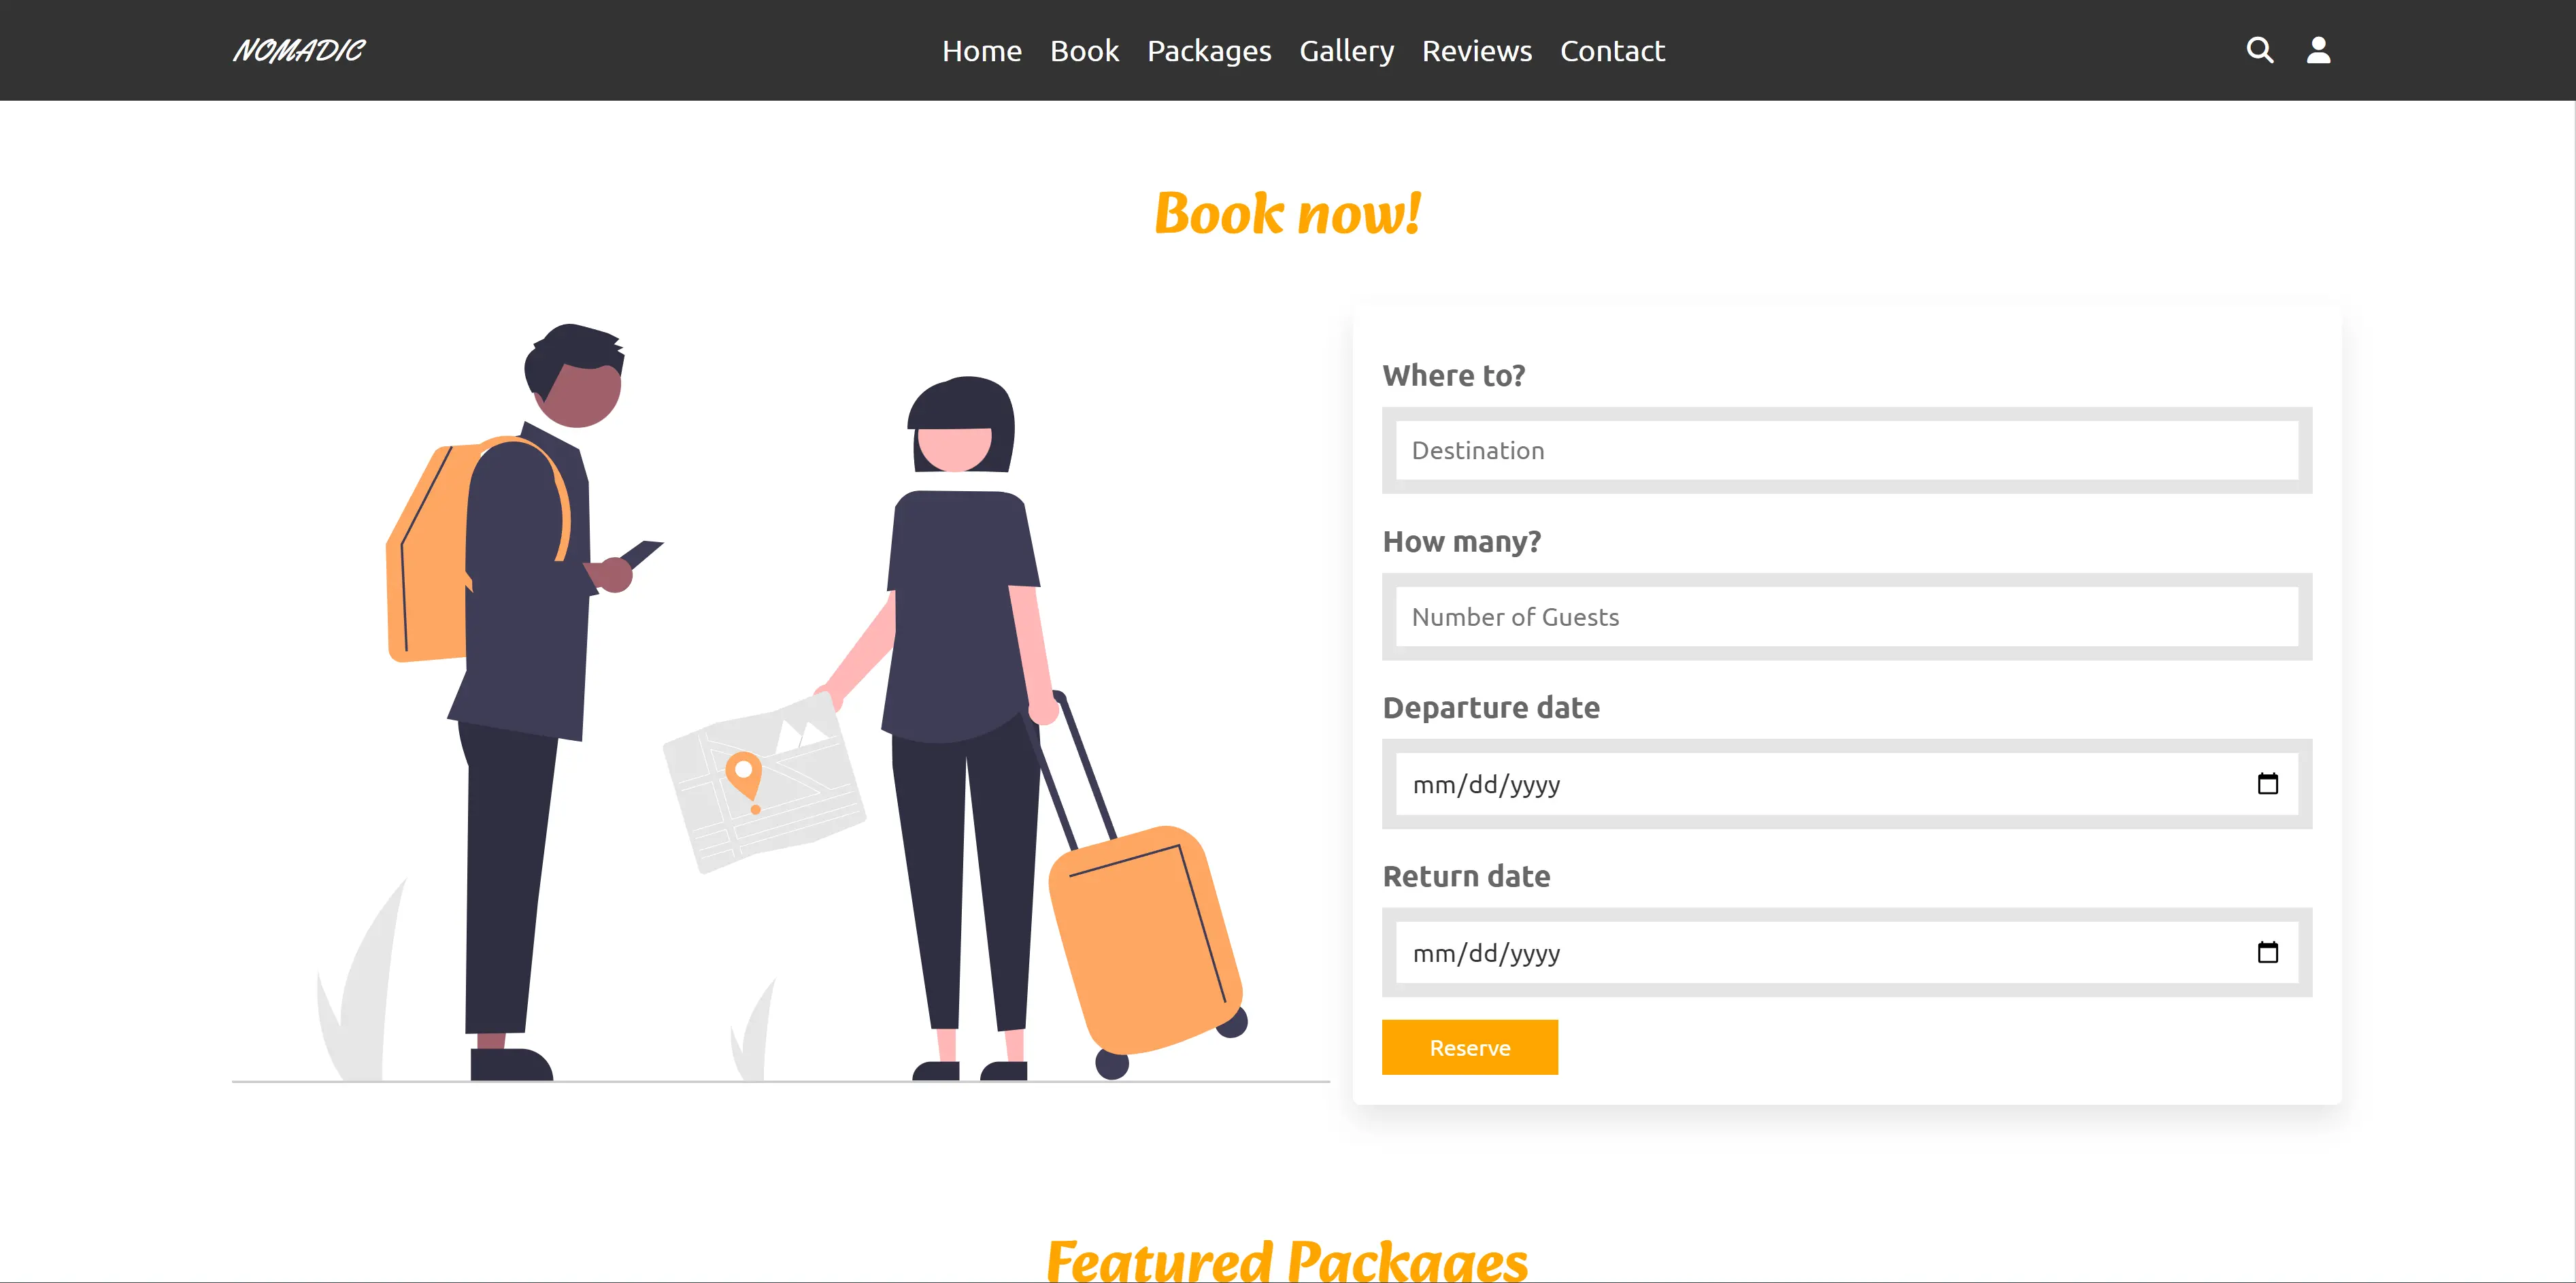 NOMADIC
Home Book Packages Gallery Reviews Contact
Book now!
Where to?
Destination
How many?
Number of Guests
Departure date
mm/dd/yyyy
Return date
mm/dd/yyyy
Reserve
Featured Packages